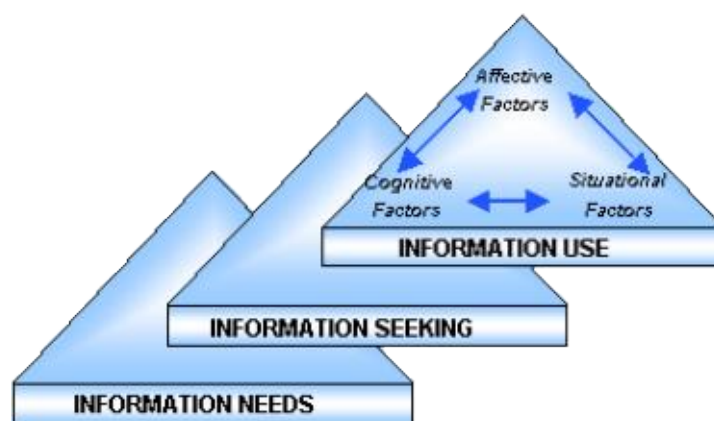 Affective
Factors
Cognitive
Factors
Situational
Factors
INFORMATION USE
INFORMATION SEEKING
INFORMATION NEEDS